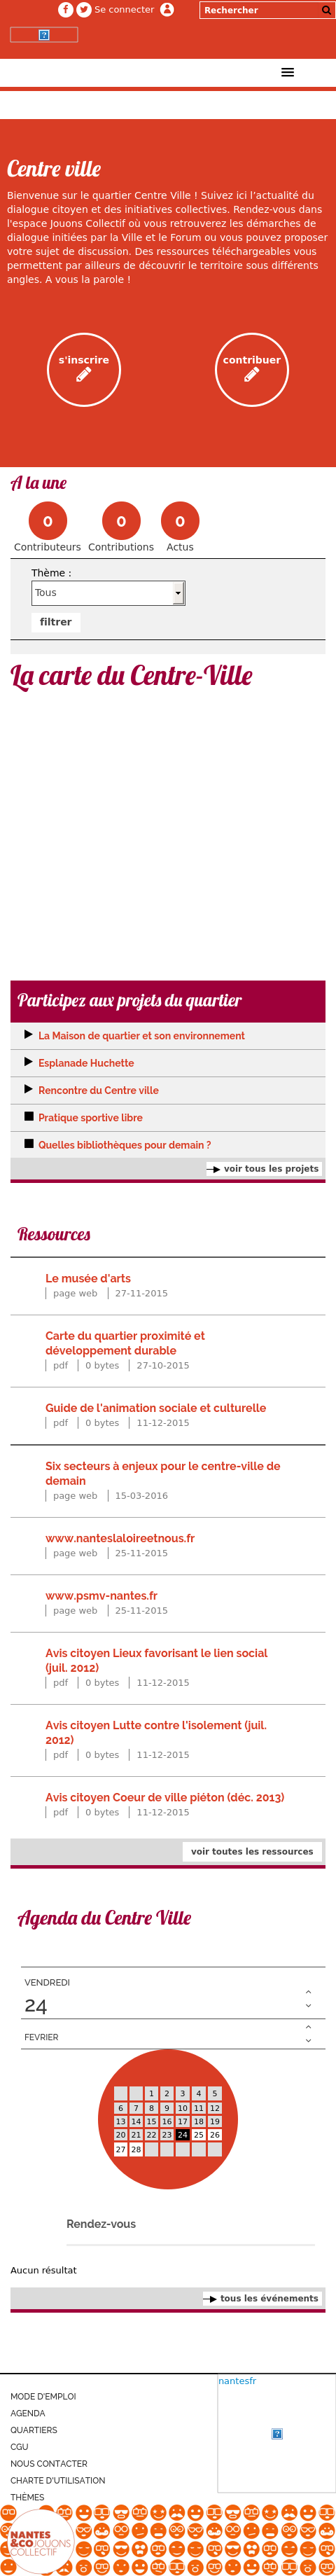 Se connecter
Rechercher
Centre ville
Bienvenue sur le quartier Centre Ville ! Suivez ici l’actualité du
dialogue citoyen et des initiatives collectives. Rendez-vous dans
l'espace Jouons Collectif où vous retrouverez les démarches de
dialogue initiées par la Ville et le Forum ou vous pouvez proposer
votre sujet de discussion. Des ressources téléchargeables vous
permettent par ailleurs de découvrir le territoire sous différents
angles. A vous la parole !
s'inscrire
contribuer
A la une
0 0 0
Contributeurs Contributions Actus
Thème :
Tous
filtrer
La carte du Centre-Ville
Participez aux projets du quartier
La Maison de quartier et son environnement
Esplanade Huchette
Rencontre du Centre ville
Pratique sportive libre
Quelles bibliothèques pour demain ?
voir tous les projets
Ressources
Le musée d'arts
page web 27-11-2015
Carte du quartier proximité et
développement durable
pdf 0 bytes 27-10-2015
Guide de l'animation sociale et culturelle
pdf 0 bytes 11-12-2015
Six secteurs à enjeux pour le centre-ville de
demain
page web 15-03-2016
www.nanteslaloireetnous.fr
page web 25-11-2015
www.psmv-nantes.fr
page web 25-11-2015
Avis citoyen Lieux favorisant le lien social
(juil. 2012)
pdf 0 bytes 11-12-2015
Avis citoyen Lutte contre l'isolement (juil.
2012)
pdf 0 bytes 11-12-2015
Avis citoyen Coeur de ville piéton (déc. 2013)
pdf 0 bytes 11-12-2015
voir toutes les ressources
Agenda du Centre Ville
VENDREDI
24
FEVRIER
1 2 3 4 5
6 7 8 9 10 11 12
13 14 15 16 17 18 19
20 21 22 23 24 25 26
27 28
Rendez-vous
Aucun résultat
tous les événements
nantesfr
MODE D'EMPLOI
AGENDA
QUARTIERS
CGU
NOUS CONTACTER
CHARTE D'UTILISATION
THÈMES
NANTES
&CO JOUONS
COLLECTIF